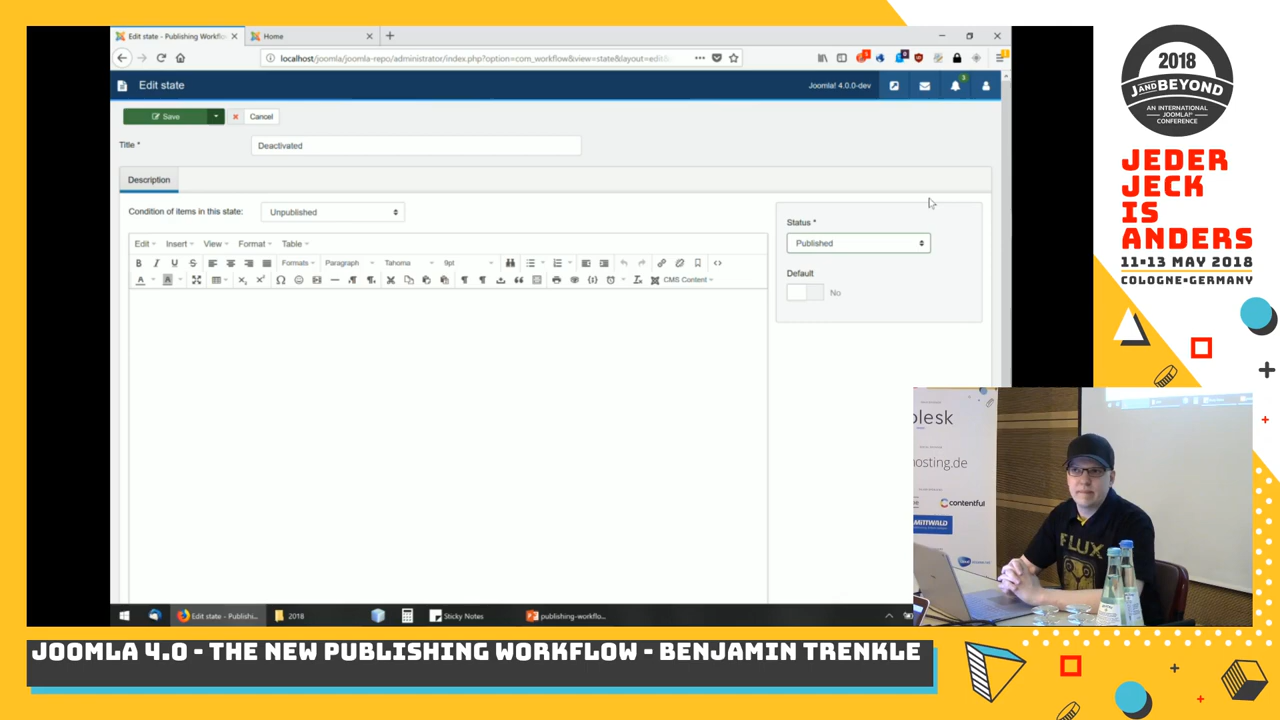 Edit state - Publishing Workflo
Home
localhost/joomla/joomla-repo/administrator/index.php?option=com_workflow&view=state&layout=edit&
Edit state
Joomla! 4.0.0-dev
3
Save
Cancel
Title *
Deactivated
Description
Condition of items in this state:
Unpublished
Status *
Published
Default
No
Edit
Insert
View
Format
Table
B I U S
Formats
Paragraph
Tahoma
9pt
CMS Content
Edit state - Publishi...
2018
Sticky Notes
publishing-workflo...
2018
J AND BEYOND
AN INTERNATIONAL
JOOMLA!
CONFERENCE
JEDER
JECK
IS
ANDERS
11•13 MAY 2018
COLOGNE•GERMANY
lesk
hosting.de
Contentful
MITTWALD
FLUX
JOOMLA 4.0 - THE NEW PUBLISHING WORKFLOW - BENJAMIN TRENKLE